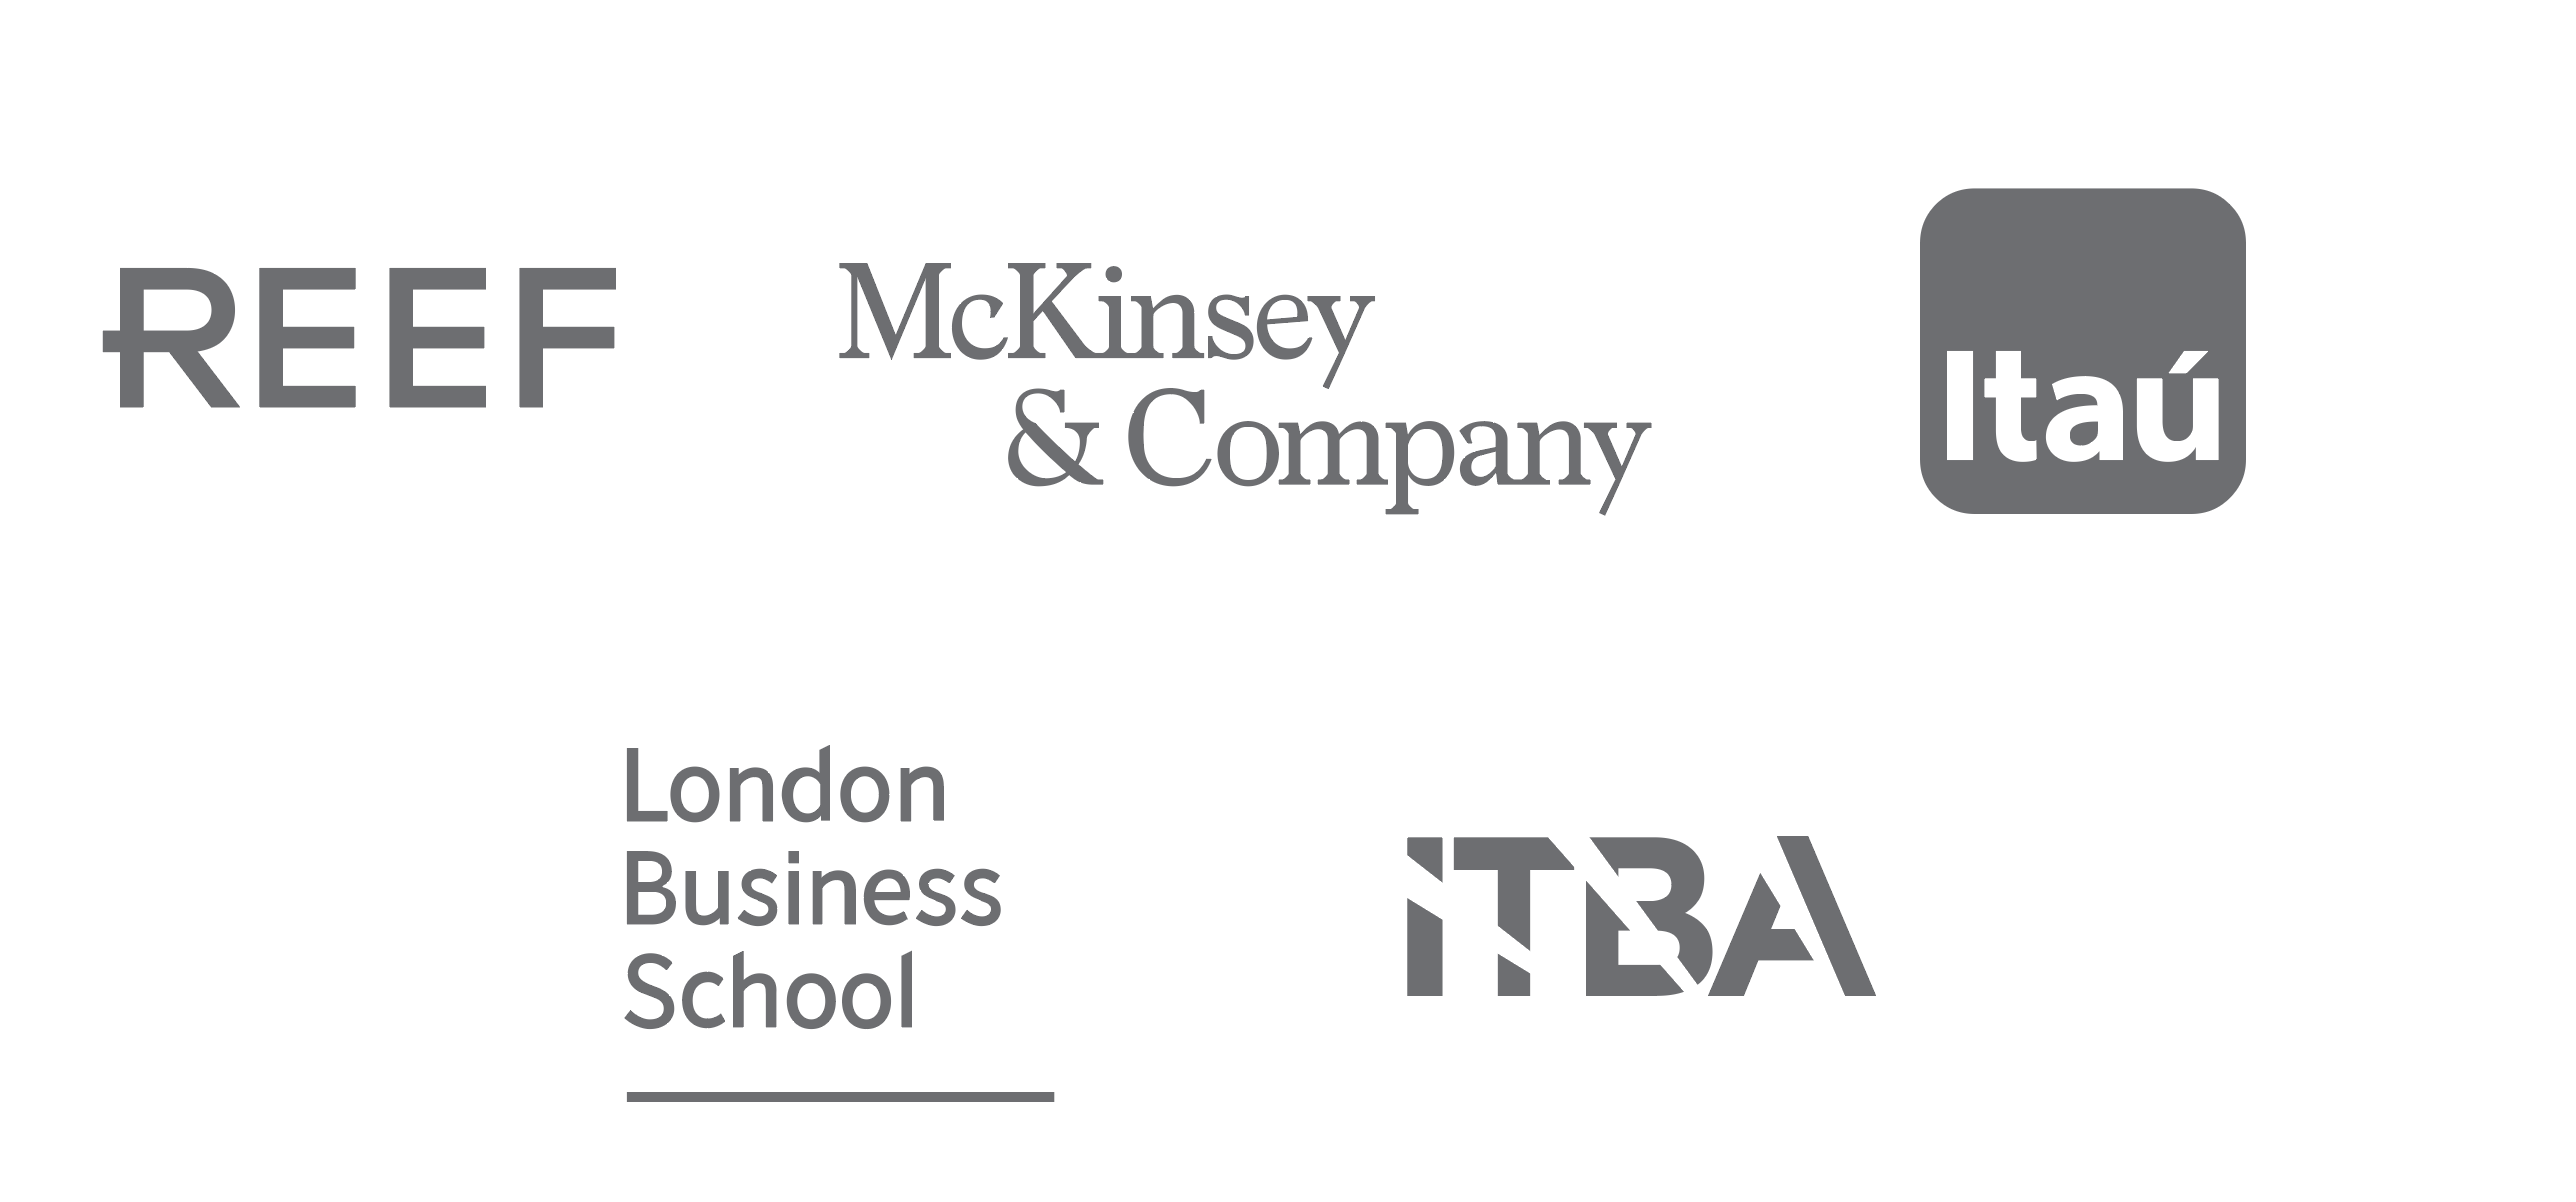 REEF
McKinsey
& Company
Itaú
London
Business
School
ITBA